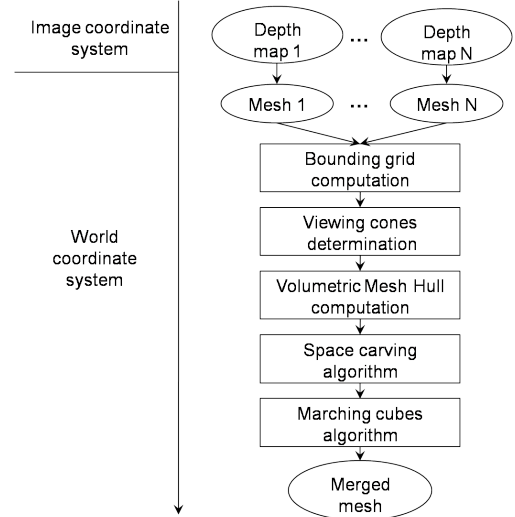 Image coordinate
system
Depth
map 1
...
Depth
map N
Mesh 1
...
Mesh N
Bounding grid
computation
Viewing cones
determination
World
coordinate
system
Volumetric Mesh Hull
computation
Space carving
algorithm
Marching cubes
algorithm
Merged
mesh